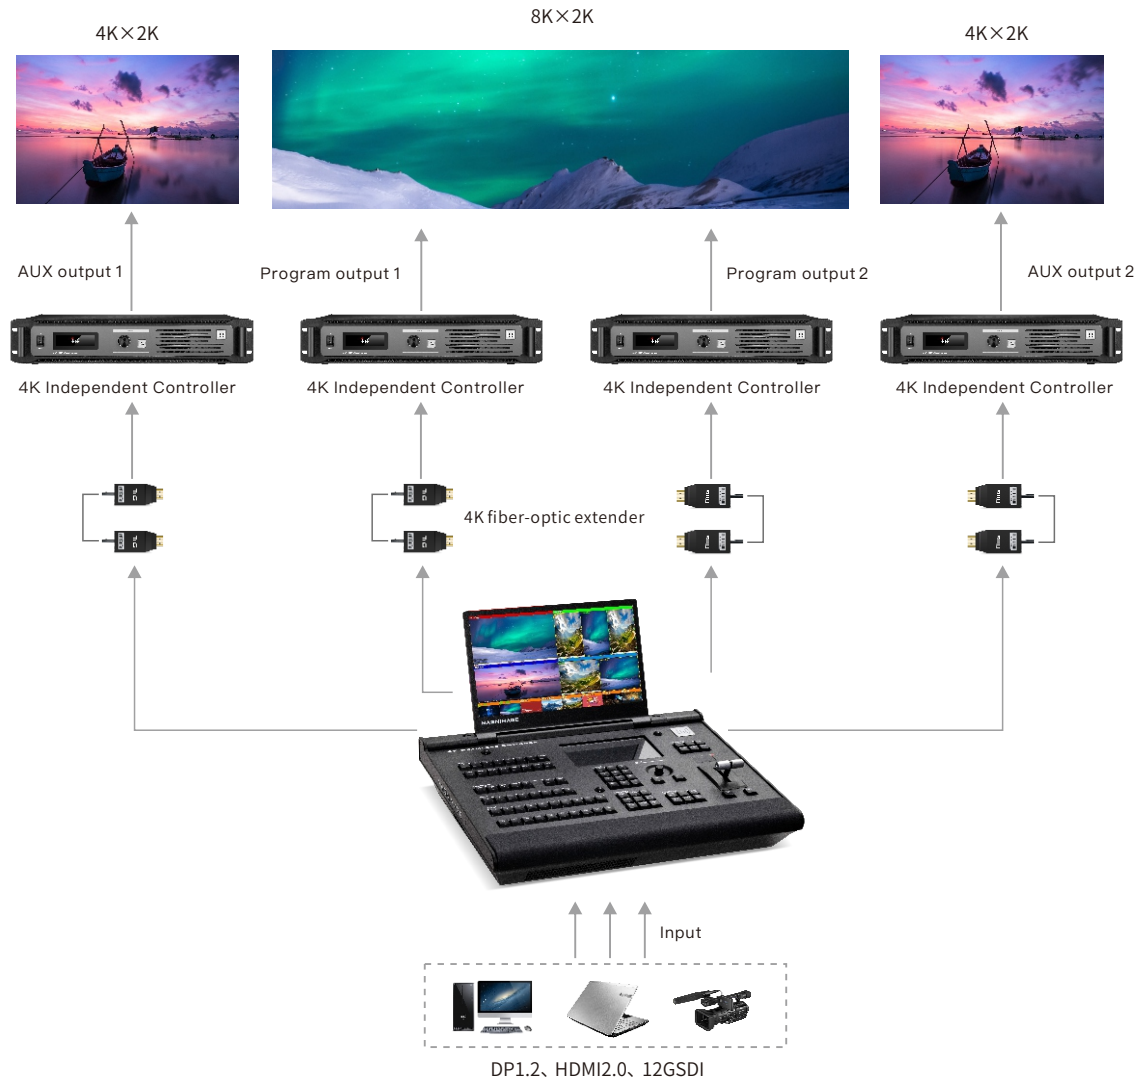 4K×2K
8K×2K
4K×2K
AUX output 1
Program output 1
Program output 2
AUX output 2
4K Independent Controller
4K Independent Controller
4K Independent Controller
4K Independent Controller
4K fiber-optic extender
MAGNIMAGE
Input
DP1.2、HDMI2.0、12GSDI